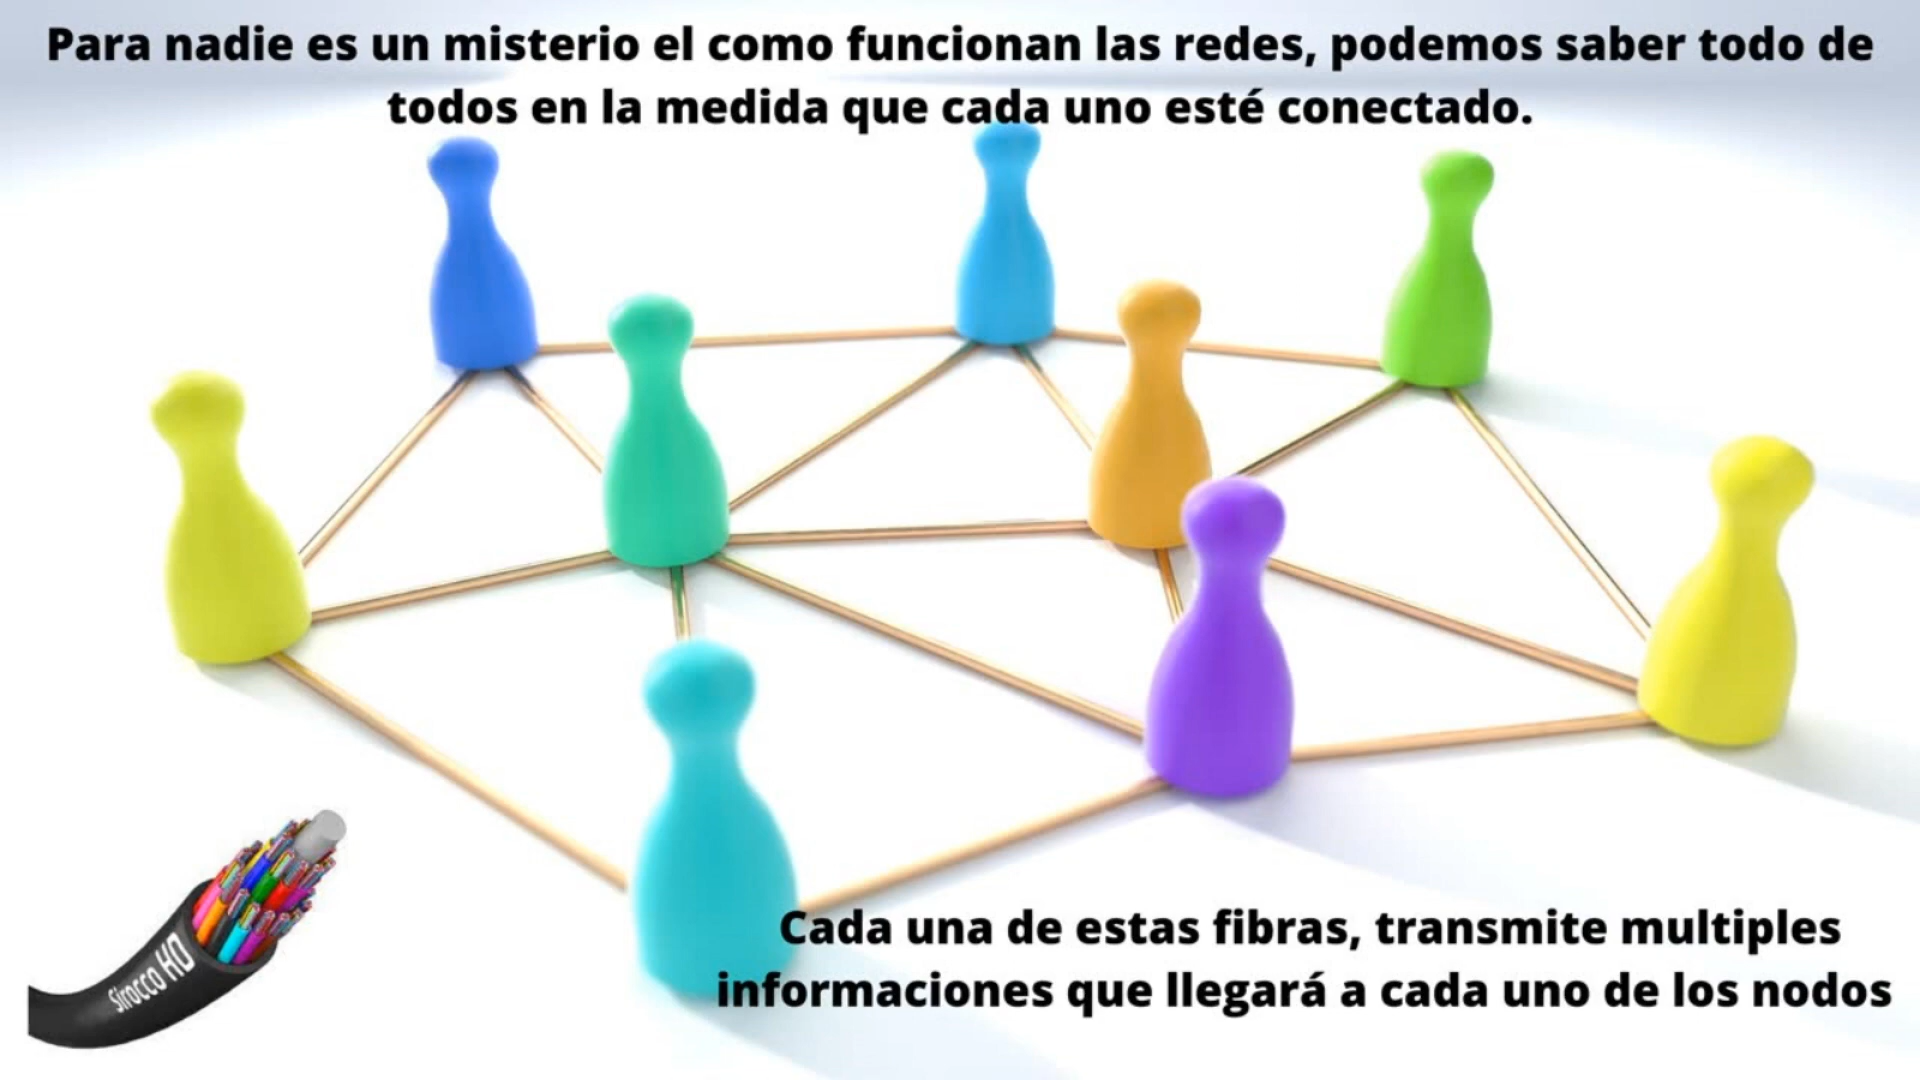 Para nadie es un misterio el como funcionan las redes, podemos saber todo de
todos en la medida que cada uno esté conectado.
Sirocco HD
Cada una de estas fibras, transmite multiples
informaciones que llegará a cada uno de los nodos